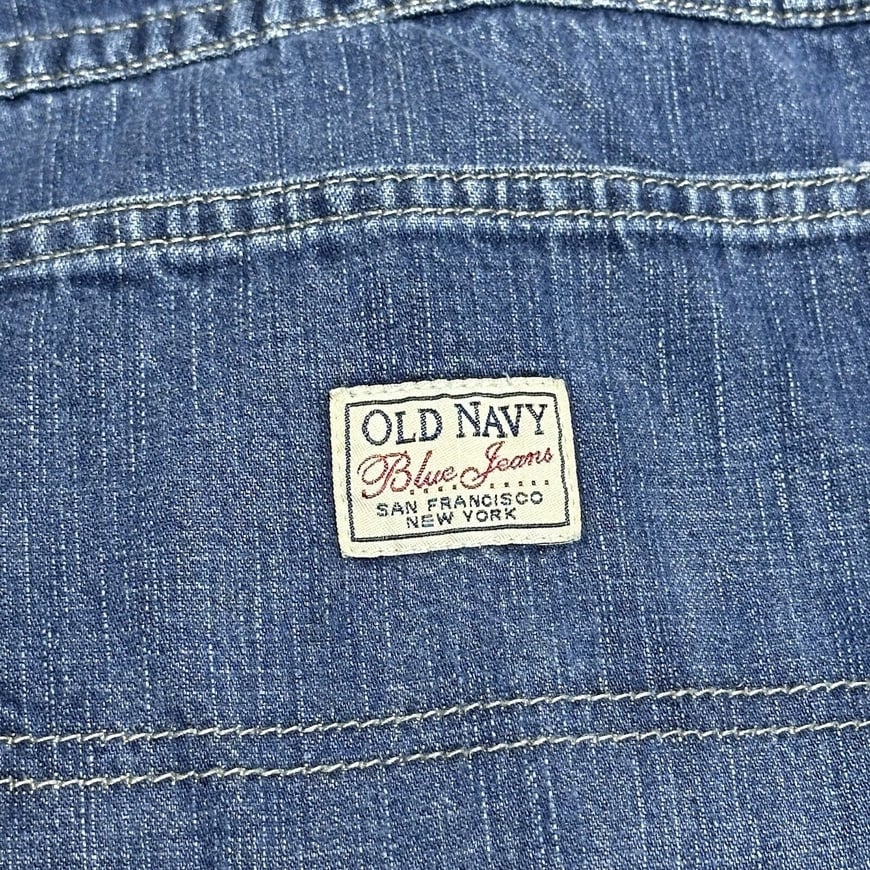 OLD NAVY
Blue Jeans
SAN FRANCISCO
NEW YORK